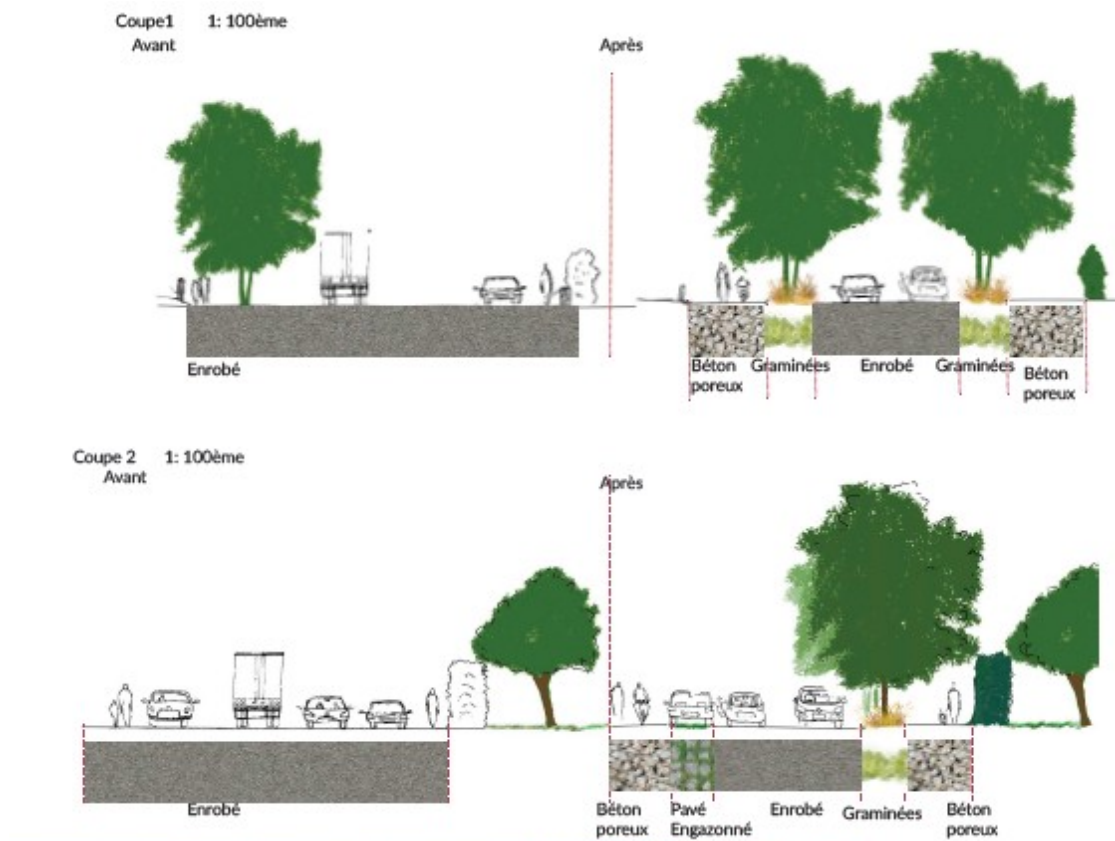 Coupe1 1: 100ème
Avant
Après
Enrobé
Béton poreux
Graminées
Enrobé
Graminées
Béton poreux
Coupe 2 1: 100ème
Avant
Après
Enrobé
Béton poreux
Pavé Engazonné
Enrobé
Graminées
Béton poreux